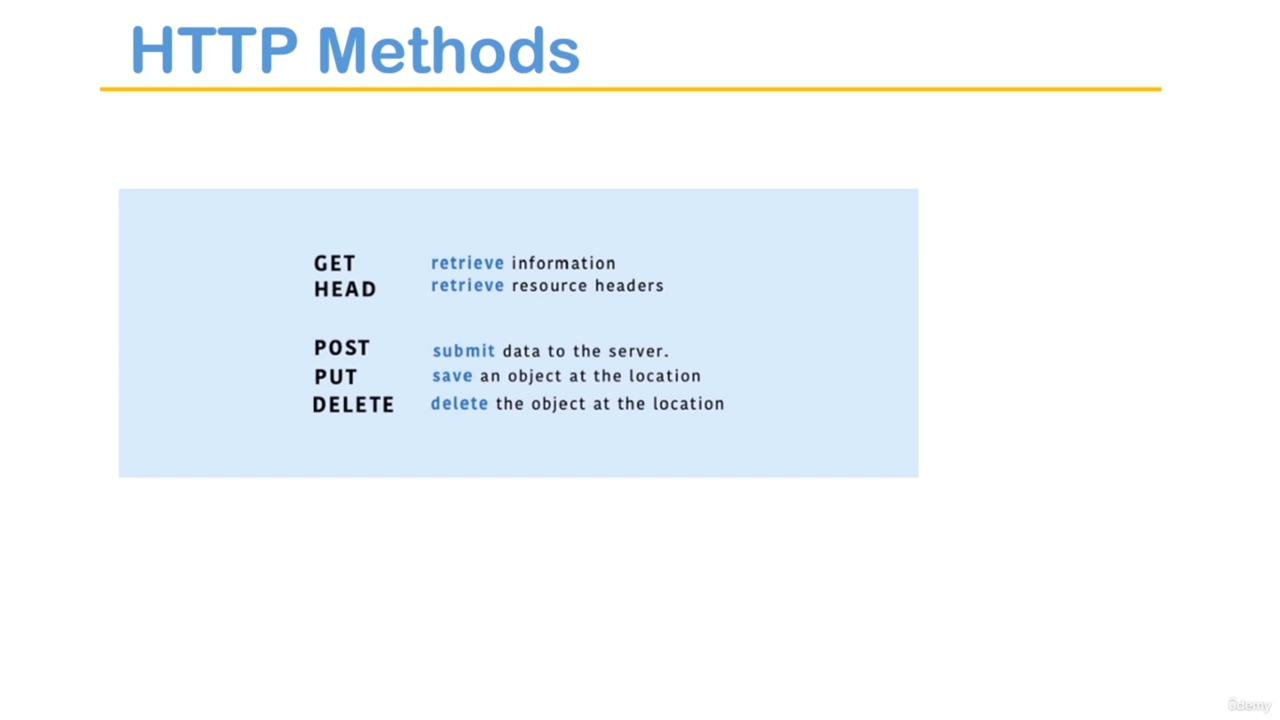 HTTP Methods
GET retrieve information
HEAD retrieve resource headers
POST submit data to the server.
PUT save an object at the location
DELETE delete the object at the location
ûdemy